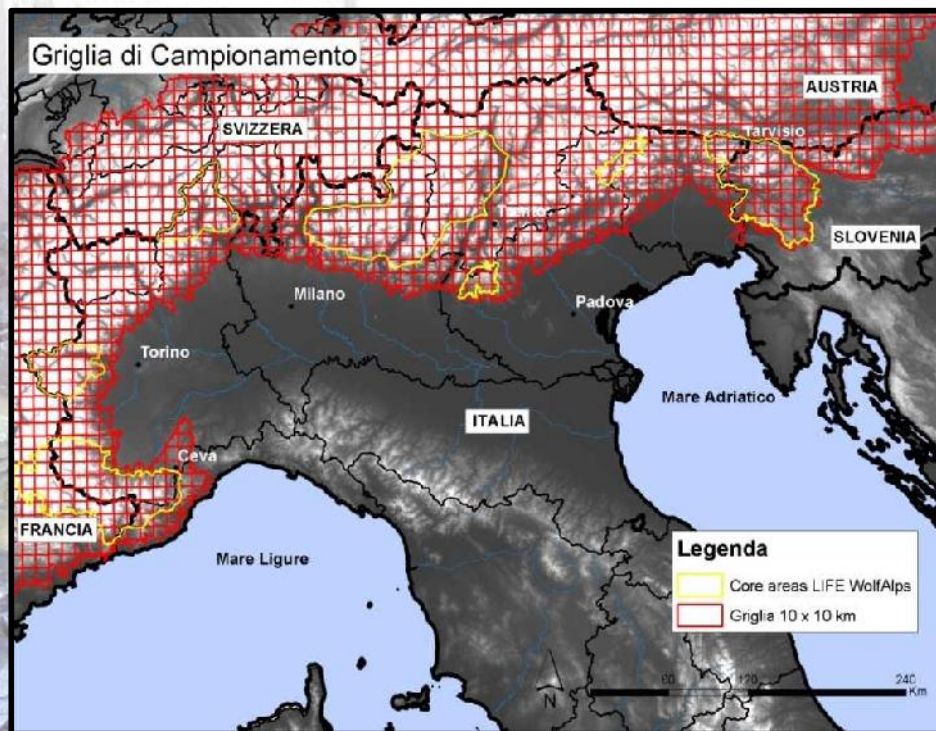 Griglia di Campionamento
AUSTRIA
SVIZZERA
Tarvisio
Trento
SLOVENIA
Milano
Padova
Torino
Mare Adriatico
ITALIA
Ceva
FRANCIA
Mare Ligure
Legenda
Core areas LIFE WolfAlps
Griglia 10 x 10 km
60 120 240
Km
N